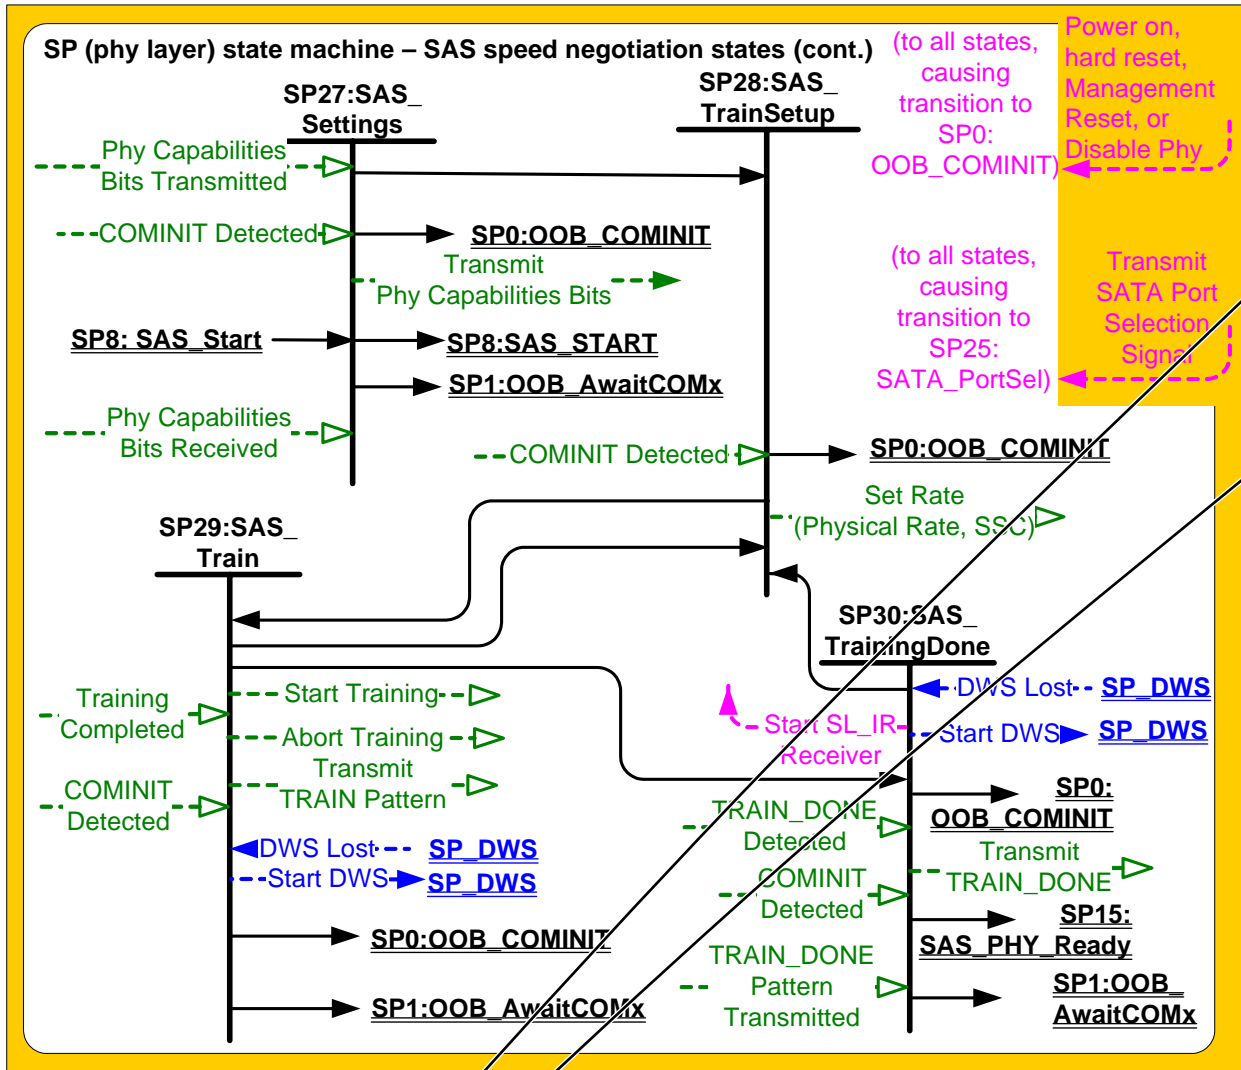 SP (phy layer) state machine – SAS speed negotiation states (cont.)
(to all states,
causing
transition to
SP0:
OOB_COMINIT)
Power on,
hard reset,
Management
Reset, or
Disable Phy
SP27:SAS_
Settings
SP28:SAS_
TrainSetup
Phy Capabilities
Bits Transmitted
COMINIT Detected
SP0:OOB_COMINIT
Transmit
Phy Capabilities Bits
SP8: SAS_Start
SP8:SAS_START
SP1:OOB_AwaitCOMx
Phy Capabilities
Bits Received
(to all states,
causing
transition to
SP25:
SATA_PortSel)
Transmit
SATA Port
Selection
Signal
COMINIT Detected
SP0:OOB_COMINIT
Set Rate
(Physical Rate, SSC)
SP29:SAS_
Train
SP30:SAS_
TrainingDone
Training
Completed
Start Training
Abort Training
Transmit
TRAIN Pattern
COMINIT
Detected
DWS Lost
SP_DWS
Start DWS
SP_DWS
SP0:OOB_COMINIT
SP1:OOB_AwaitCOMx
DWS Lost
SP_DWS
Start SL_IR
Receiver
Start DWS
SP_DWS
SP0:
OOB_COMINIT
TRAIN_DONE
Detected
Transmit
TRAIN_DONE
COMINIT
Detected
SP15:
SAS_PHY_Ready
TRAIN_DONE
Pattern
Transmitted
SP1:OOB_
AwaitCOMx